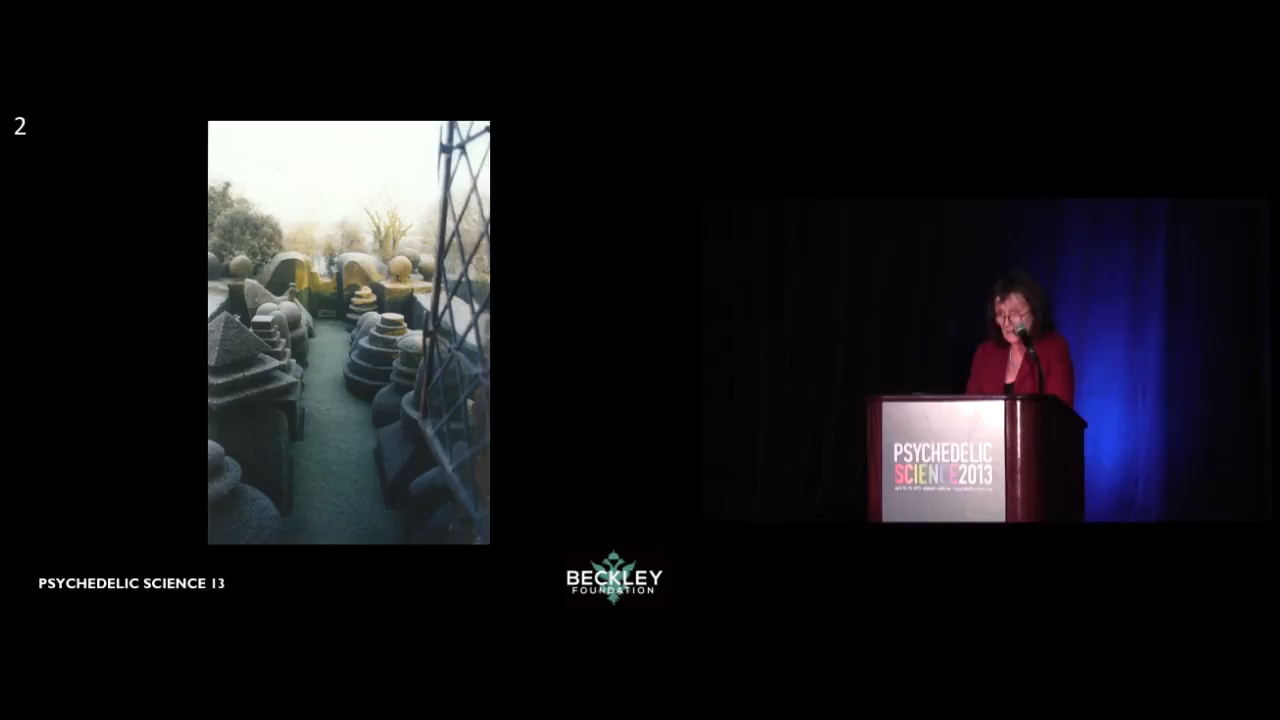 2
PSYCHEDELIC
SCIENCE2013
PSYCHEDELIC SCIENCE 13
BECKLEY
FOUNDATION